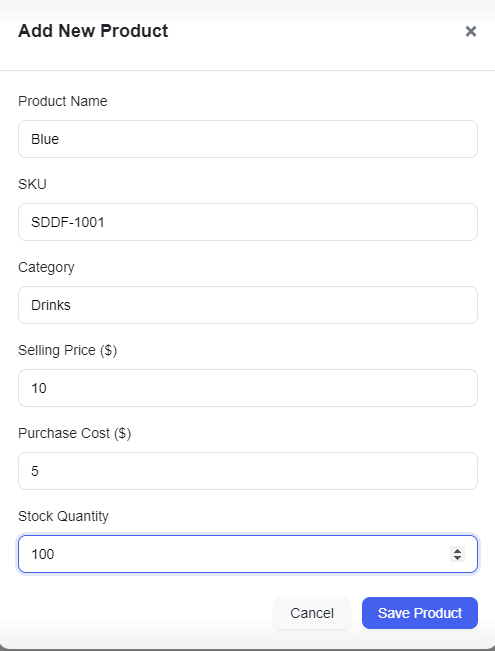 Add New Product ×
Product Name
Blue
SKU
SDDF-1001
Category
Drinks
Selling Price ($)
10
Purchase Cost ($)
5
Stock Quantity
100
Cancel Save Product